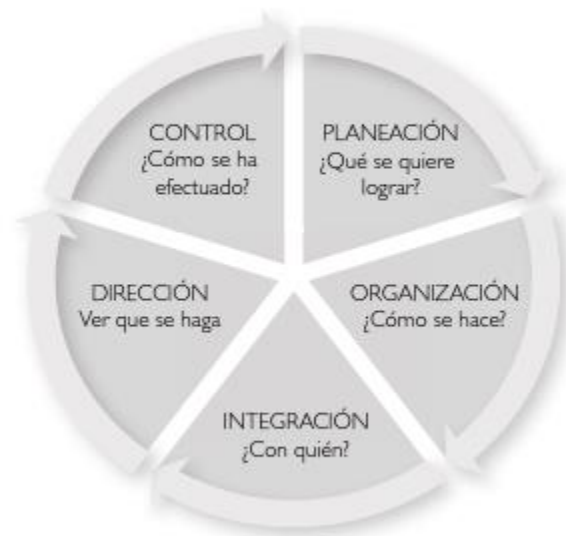 CONTROL
¿Cómo se ha
efectuado?
PLANEACIÓN
¿Qué se quiere
lograr?
ORGANIZACIÓN
¿Cómo se hace?
INTEGRACIÓN
¿Con quién?
DIRECCIÓN
Ver que se haga